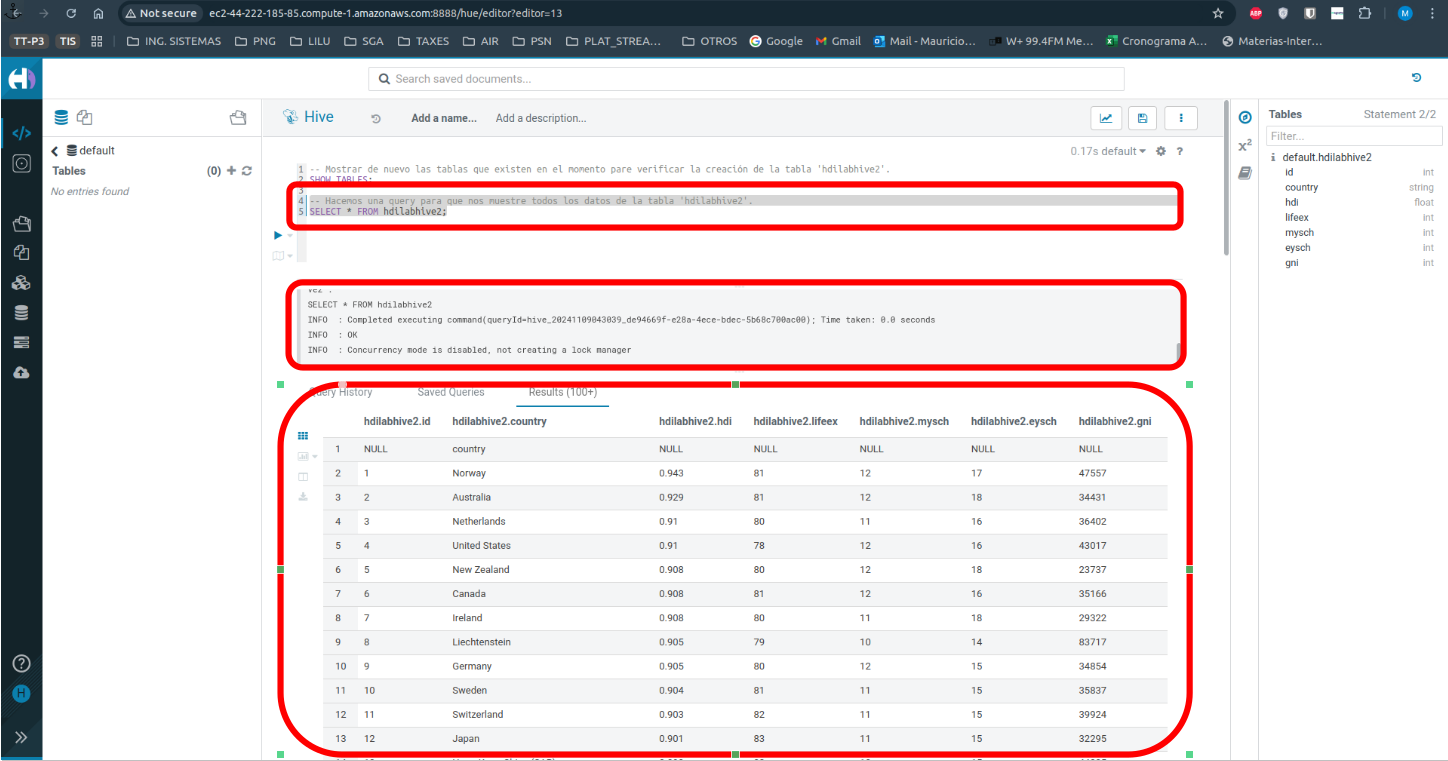 Not secure ec2-44-222-185-85.compute-1.amazonaws.com:8888/hue/editor?editor=13
ABP M
TT-P3 TIS ING. SISTEMAS PNG LILU SGA TAXES AIR PSN PLAT_STREA... OTROS Google Gmail Mail - Mauricio... W+ 99.4FM Me... Cronograma A... Materias-Inter...
Search saved documents...
Hive Add a name... Add a description...
default
Tables (0)
No entries found
0.17s default ?
1 -- Mostrar de nuevo las tablas que existen en el momento pare verificar la creación de la tabla 'hdilabhive2'.
2 SHOW TABLES;
3
4 -- Hacemos una query para que nos muestre todos los datos de la tabla 'hdilabhive2'.
5 SELECT * FROM hdilabhive2;
SELECT * FROM hdilabhive2
INFO : Completed executing command(queryId=hive_20241109043039_de94669f-e28a-4ece-bdec-5b68c700ac00); Time taken: 0.0 seconds
INFO : OK
INFO : Concurrency mode is disabled, not creating a lock manager
Query History Saved Queries Results (100+)
hdilabhive2.id hdilabhive2.country hdilabhive2.hdi hdilabhive2.lifeex hdilabhive2.mysch hdilabhive2.eysch hdilabhive2.gni
1 NULL country NULL NULL NULL NULL NULL
2 1 Norway 0.943 81 12 17 47557
3 2 Australia 0.929 81 12 18 34431
4 3 Netherlands 0.91 80 11 16 36402
5 4 United States 0.91 78 12 16 43017
6 5 New Zealand 0.908 80 12 18 23737
7 6 Canada 0.908 81 12 16 35166
8 7 Ireland 0.908 80 11 18 29322
9 8 Liechtenstein 0.905 79 10 14 83717
10 9 Germany 0.905 80 12 15 34854
11 10 Sweden 0.904 81 11 15 35837
12 11 Switzerland 0.903 82 11 15 39924
13 12 Japan 0.901 83 11 15 32295
Tables Statement 2/2
Filter...
default.hdilabhive2
id int
country string
hdi float
lifeex int
mysch int
eysch int
gni int
x²
?
H